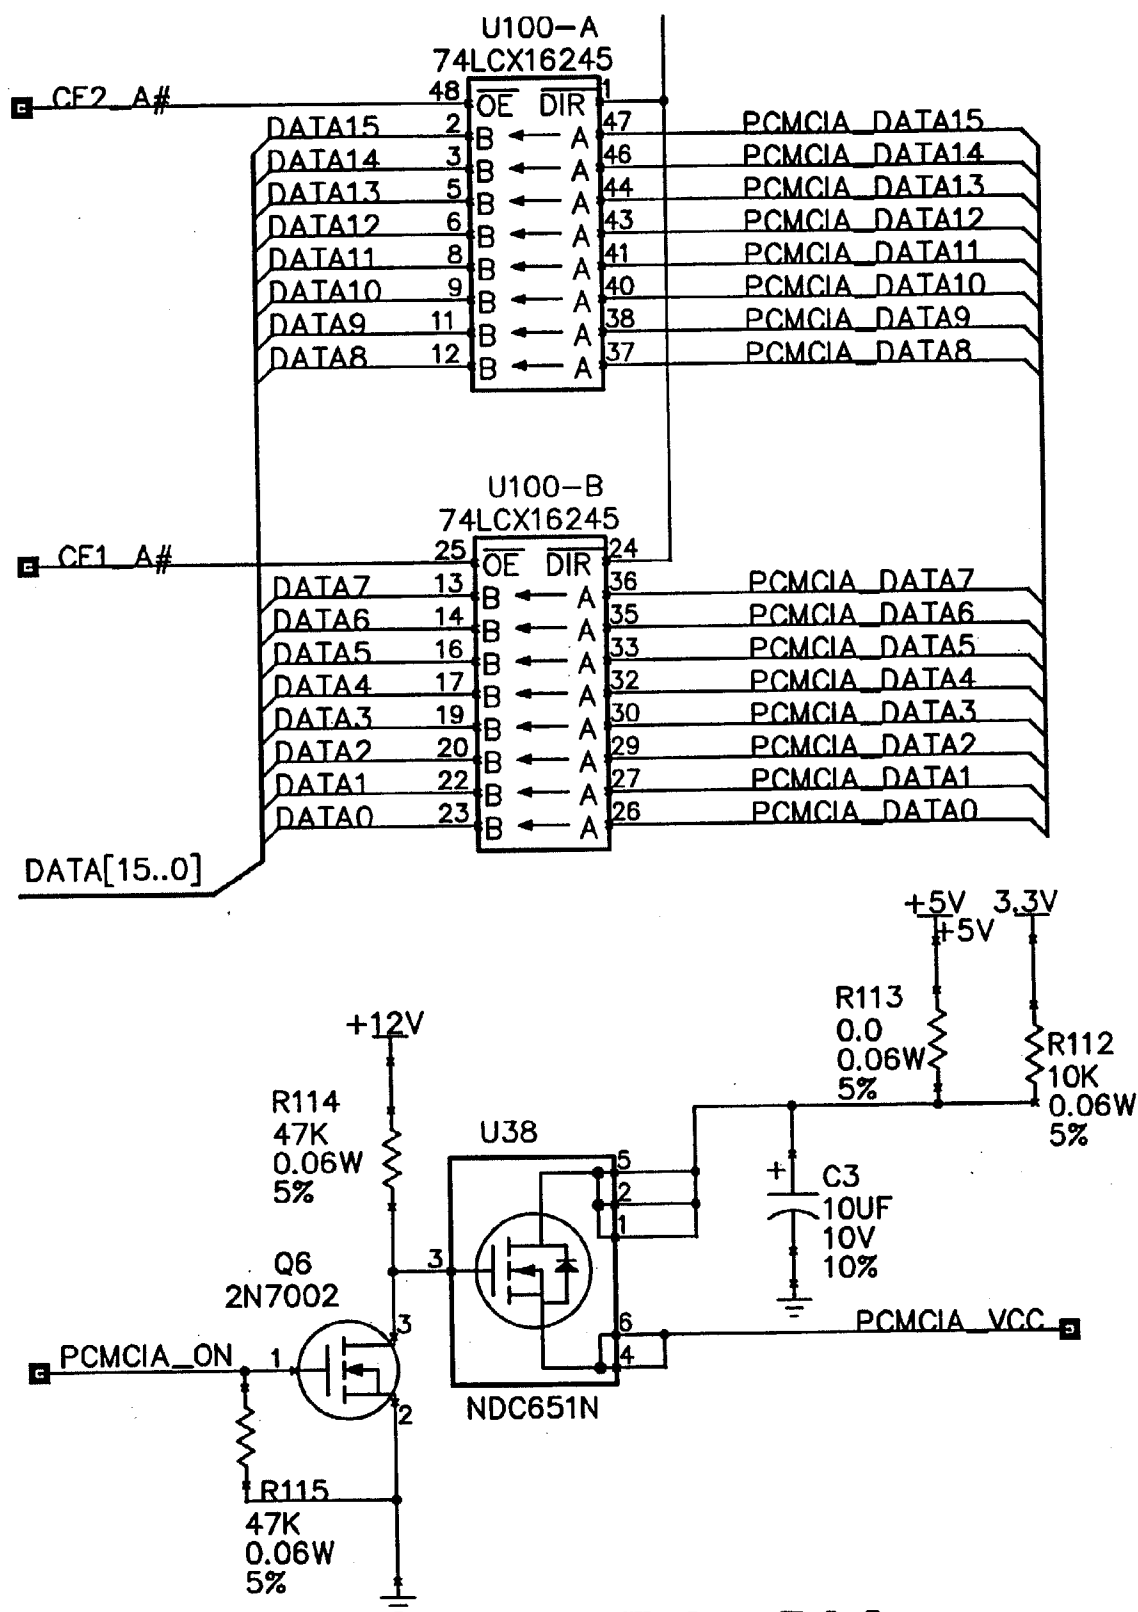 U100-A
74LCX16245
CF2_A# 48 OE DIR 1
DATA15 2 B A 47 PCMCIA_DATA15
DATA14 3 B A 46 PCMCIA_DATA14
DATA13 5 B A 44 PCMCIA_DATA13
DATA12 6 B A 43 PCMCIA_DATA12
DATA11 8 B A 41 PCMCIA_DATA11
DATA10 9 B A 40 PCMCIA_DATA10
DATA9 11 B A 38 PCMCIA_DATA9
DATA8 12 B A 37 PCMCIA_DATA8
U100-B
74LCX16245
CF1_A# 25 OE DIR 24
DATA7 13 B A 36 PCMCIA_DATA7
DATA6 14 B A 35 PCMCIA_DATA6
DATA5 16 B A 33 PCMCIA_DATA5
DATA4 17 B A 32 PCMCIA_DATA4
DATA3 19 B A 30 PCMCIA_DATA3
DATA2 20 B A 29 PCMCIA_DATA2
DATA1 22 B A 27 PCMCIA_DATA1
DATA0 23 B A 26 PCMCIA_DATA0
DATA[15..0]
+5V 3.3V
+5V
R113
0.0
0.06W
5%
R112
10K
0.06W
5%
+12V
R114
47K
0.06W
5%
U38
5
2
1
3
6
4
NDC651N
+ C3
10UF
10V
10%
PCMCIA_VCC
Q6
2N7002
3
PCMCIA_ON 1
2
R115
47K
0.06W
5%